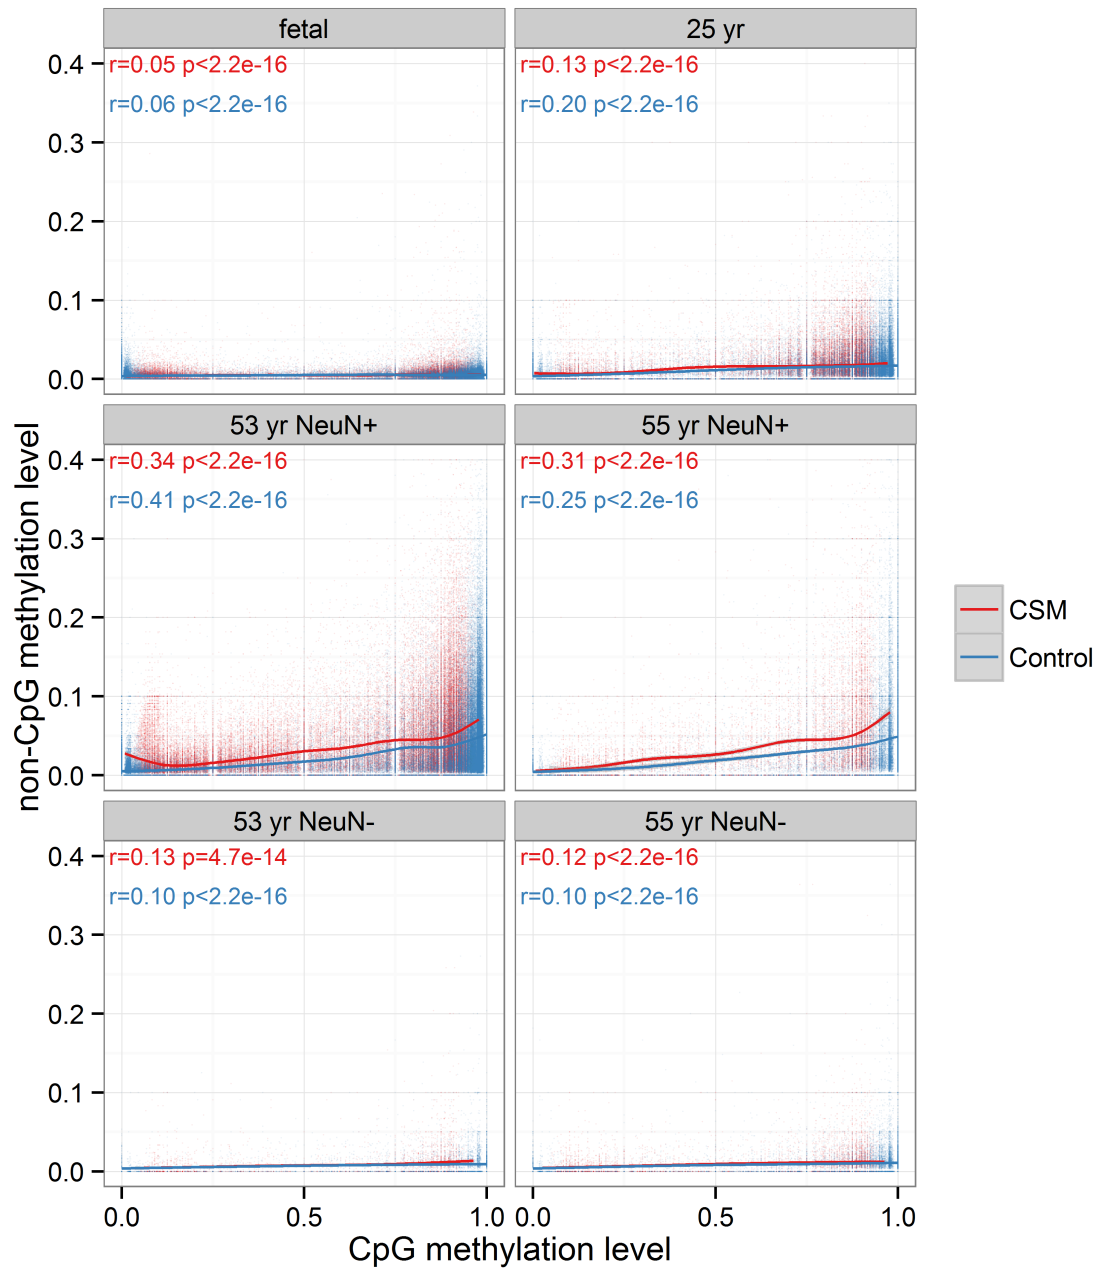 fetal
25 yr
r=0.05 p<2.2e-16
r=0.06 p<2.2e-16
r=0.13 p<2.2e-16
r=0.20 p<2.2e-16
0.4
0.3
0.2
0.1
0.0
53 yr NeuN+
55 yr NeuN+
r=0.34 p<2.2e-16
r=0.41 p<2.2e-16
r=0.31 p<2.2e-16
r=0.25 p<2.2e-16
0.4
0.3
0.2
0.1
0.0
non-CpG methylation level
CSM
Control
53 yr NeuN-
55 yr NeuN-
r=0.13 p=4.7e-14
r=0.10 p<2.2e-16
r=0.12 p<2.2e-16
r=0.10 p<2.2e-16
0.4
0.3
0.2
0.1
0.0
0.0 0.5 1.0 0.0 0.5 1.0
CpG methylation level